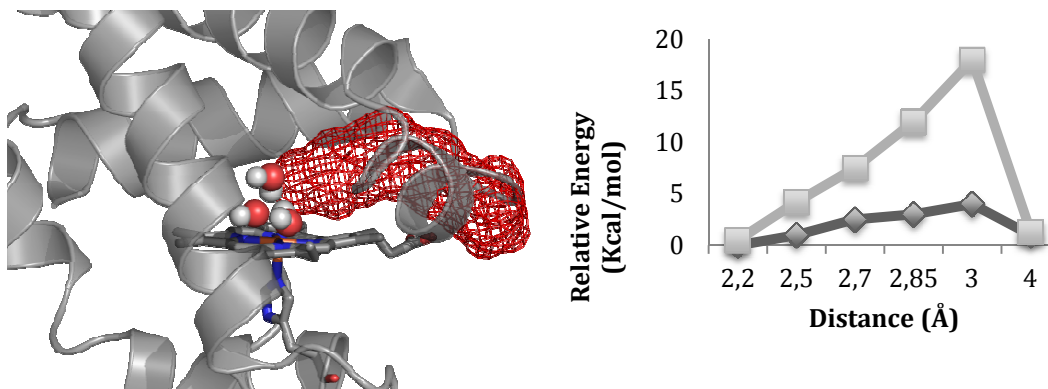 20
15
10
5
0
Relative Energy
(Kcal/mol)
2,2 2,5 2,7 2,85 3 4
Distance (Å)